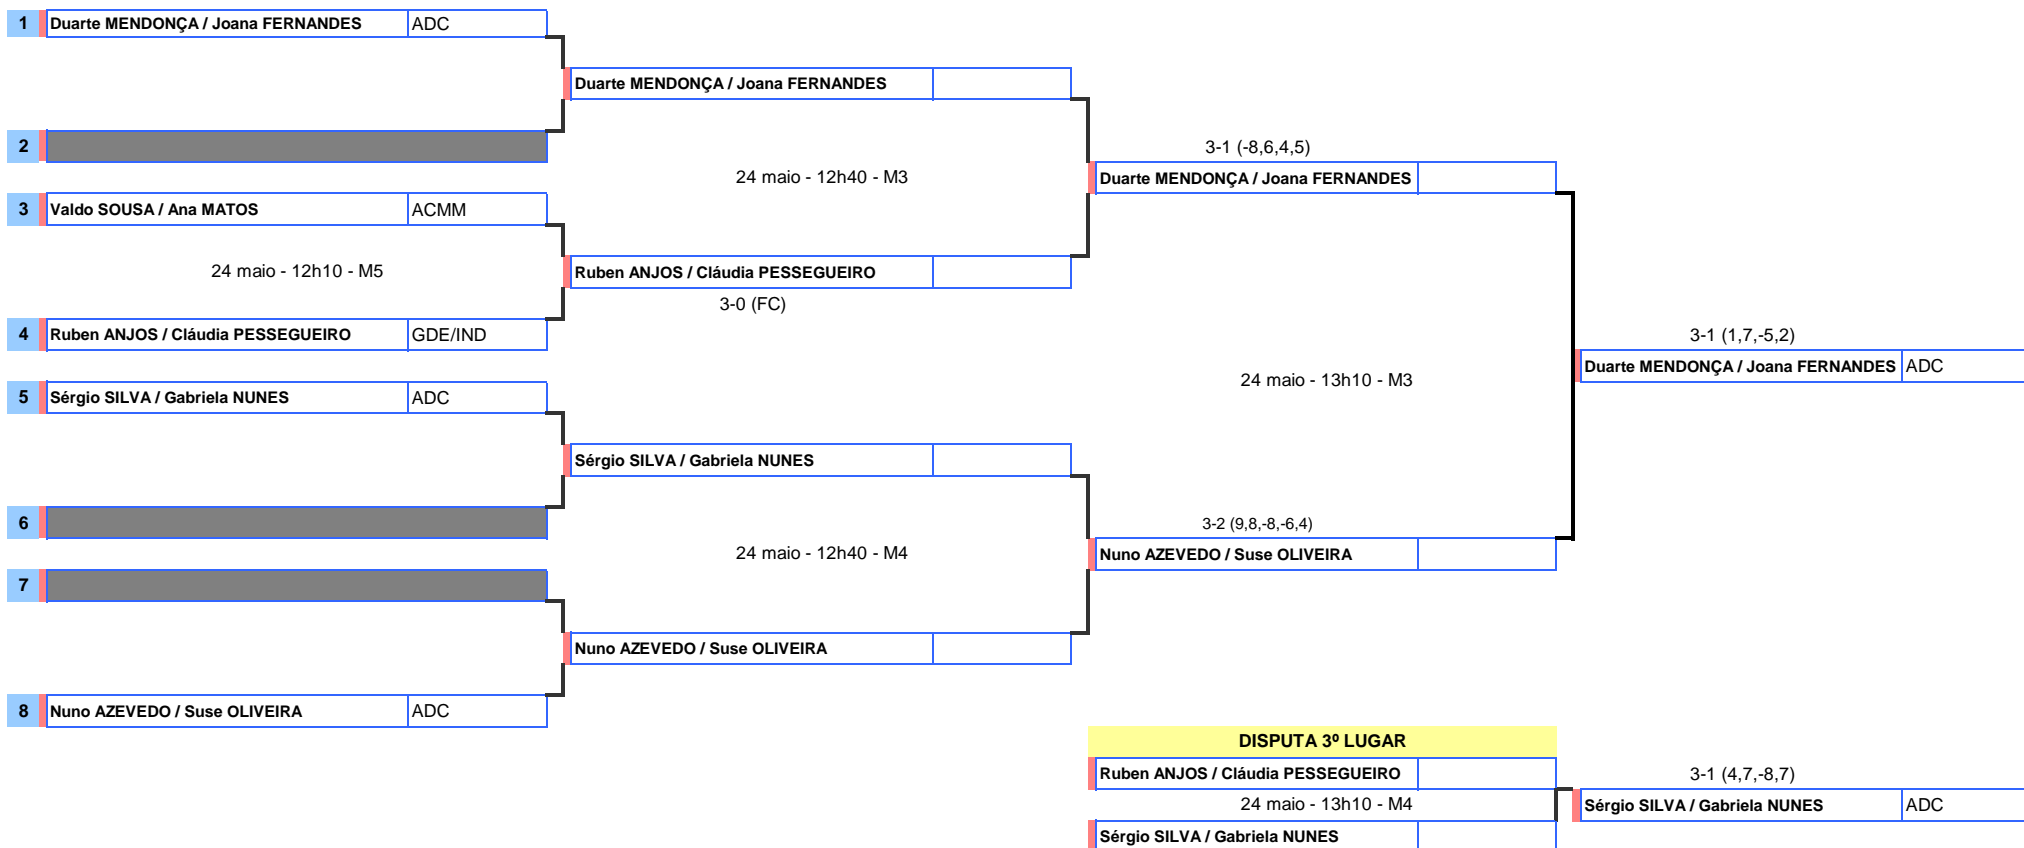 1 Duarte MENDONÇA / Joana FERNANDES ADC
Duarte MENDONÇA / Joana FERNANDES
2
3-1 (-8,6,4,5)
24 maio - 12h40 - M3
Duarte MENDONÇA / Joana FERNANDES
3 Valdo SOUSA / Ana MATOS ACMM
24 maio - 12h10 - M5
Ruben ANJOS / Cláudia PESSEGUEIRO
3-0 (FC)
4 Ruben ANJOS / Cláudia PESSEGUEIRO GDE/IND
3-1 (1,7,-5,2)
Duarte MENDONÇA / Joana FERNANDES ADC
24 maio - 13h10 - M3
5 Sérgio SILVA / Gabriela NUNES ADC
Sérgio SILVA / Gabriela NUNES
6
3-2 (9,8,-8,-6,4)
24 maio - 12h40 - M4
Nuno AZEVEDO / Suse OLIVEIRA
7
Nuno AZEVEDO / Suse OLIVEIRA
8 Nuno AZEVEDO / Suse OLIVEIRA ADC
DISPUTA 3º LUGAR
Ruben ANJOS / Cláudia PESSEGUEIRO
3-1 (4,7,-8,7)
24 maio - 13h10 - M4
Sérgio SILVA / Gabriela NUNES ADC
Sérgio SILVA / Gabriela NUNES